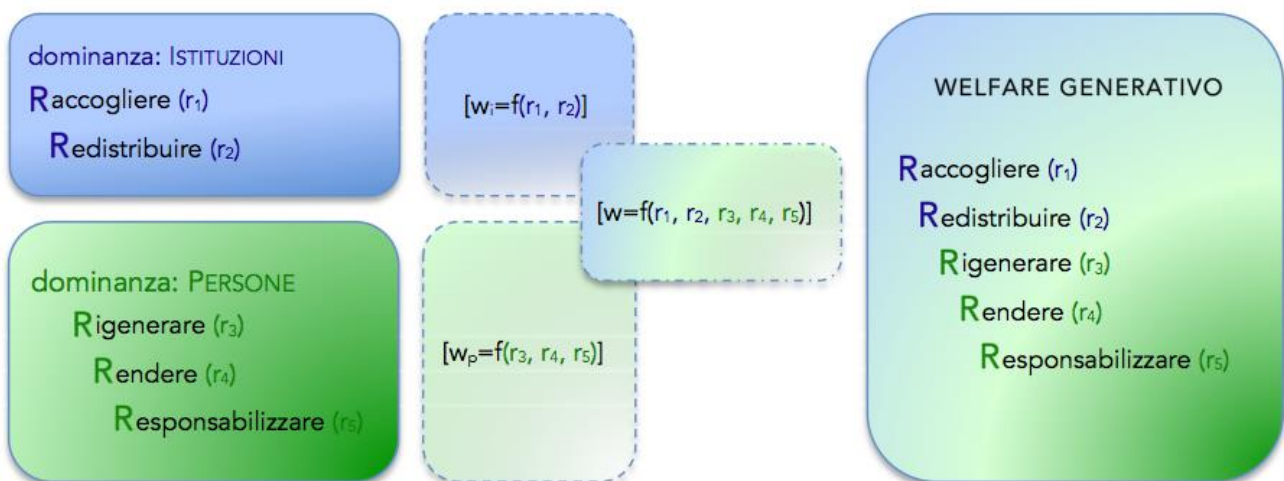 dominanza: ISTITUZIONI
Raccogliere (r₁)
Redistribuire (r₂)
dominanza: PERSONE
Rigenerare (r₃)
Rendere (r₄)
Responsabilizzare (r₅)
[wᵢ=f(r₁, r₂)]
[w=f(r₁, r₂, r₃, r₄, r₅)]
[wₚ=f(r₃, r₄, r₅)]
WELFARE GENERATIVO
Raccogliere (r₁)
Redistribuire (r₂)
Rigenerare (r₃)
Rendere (r₄)
Responsabilizzare (r₅)